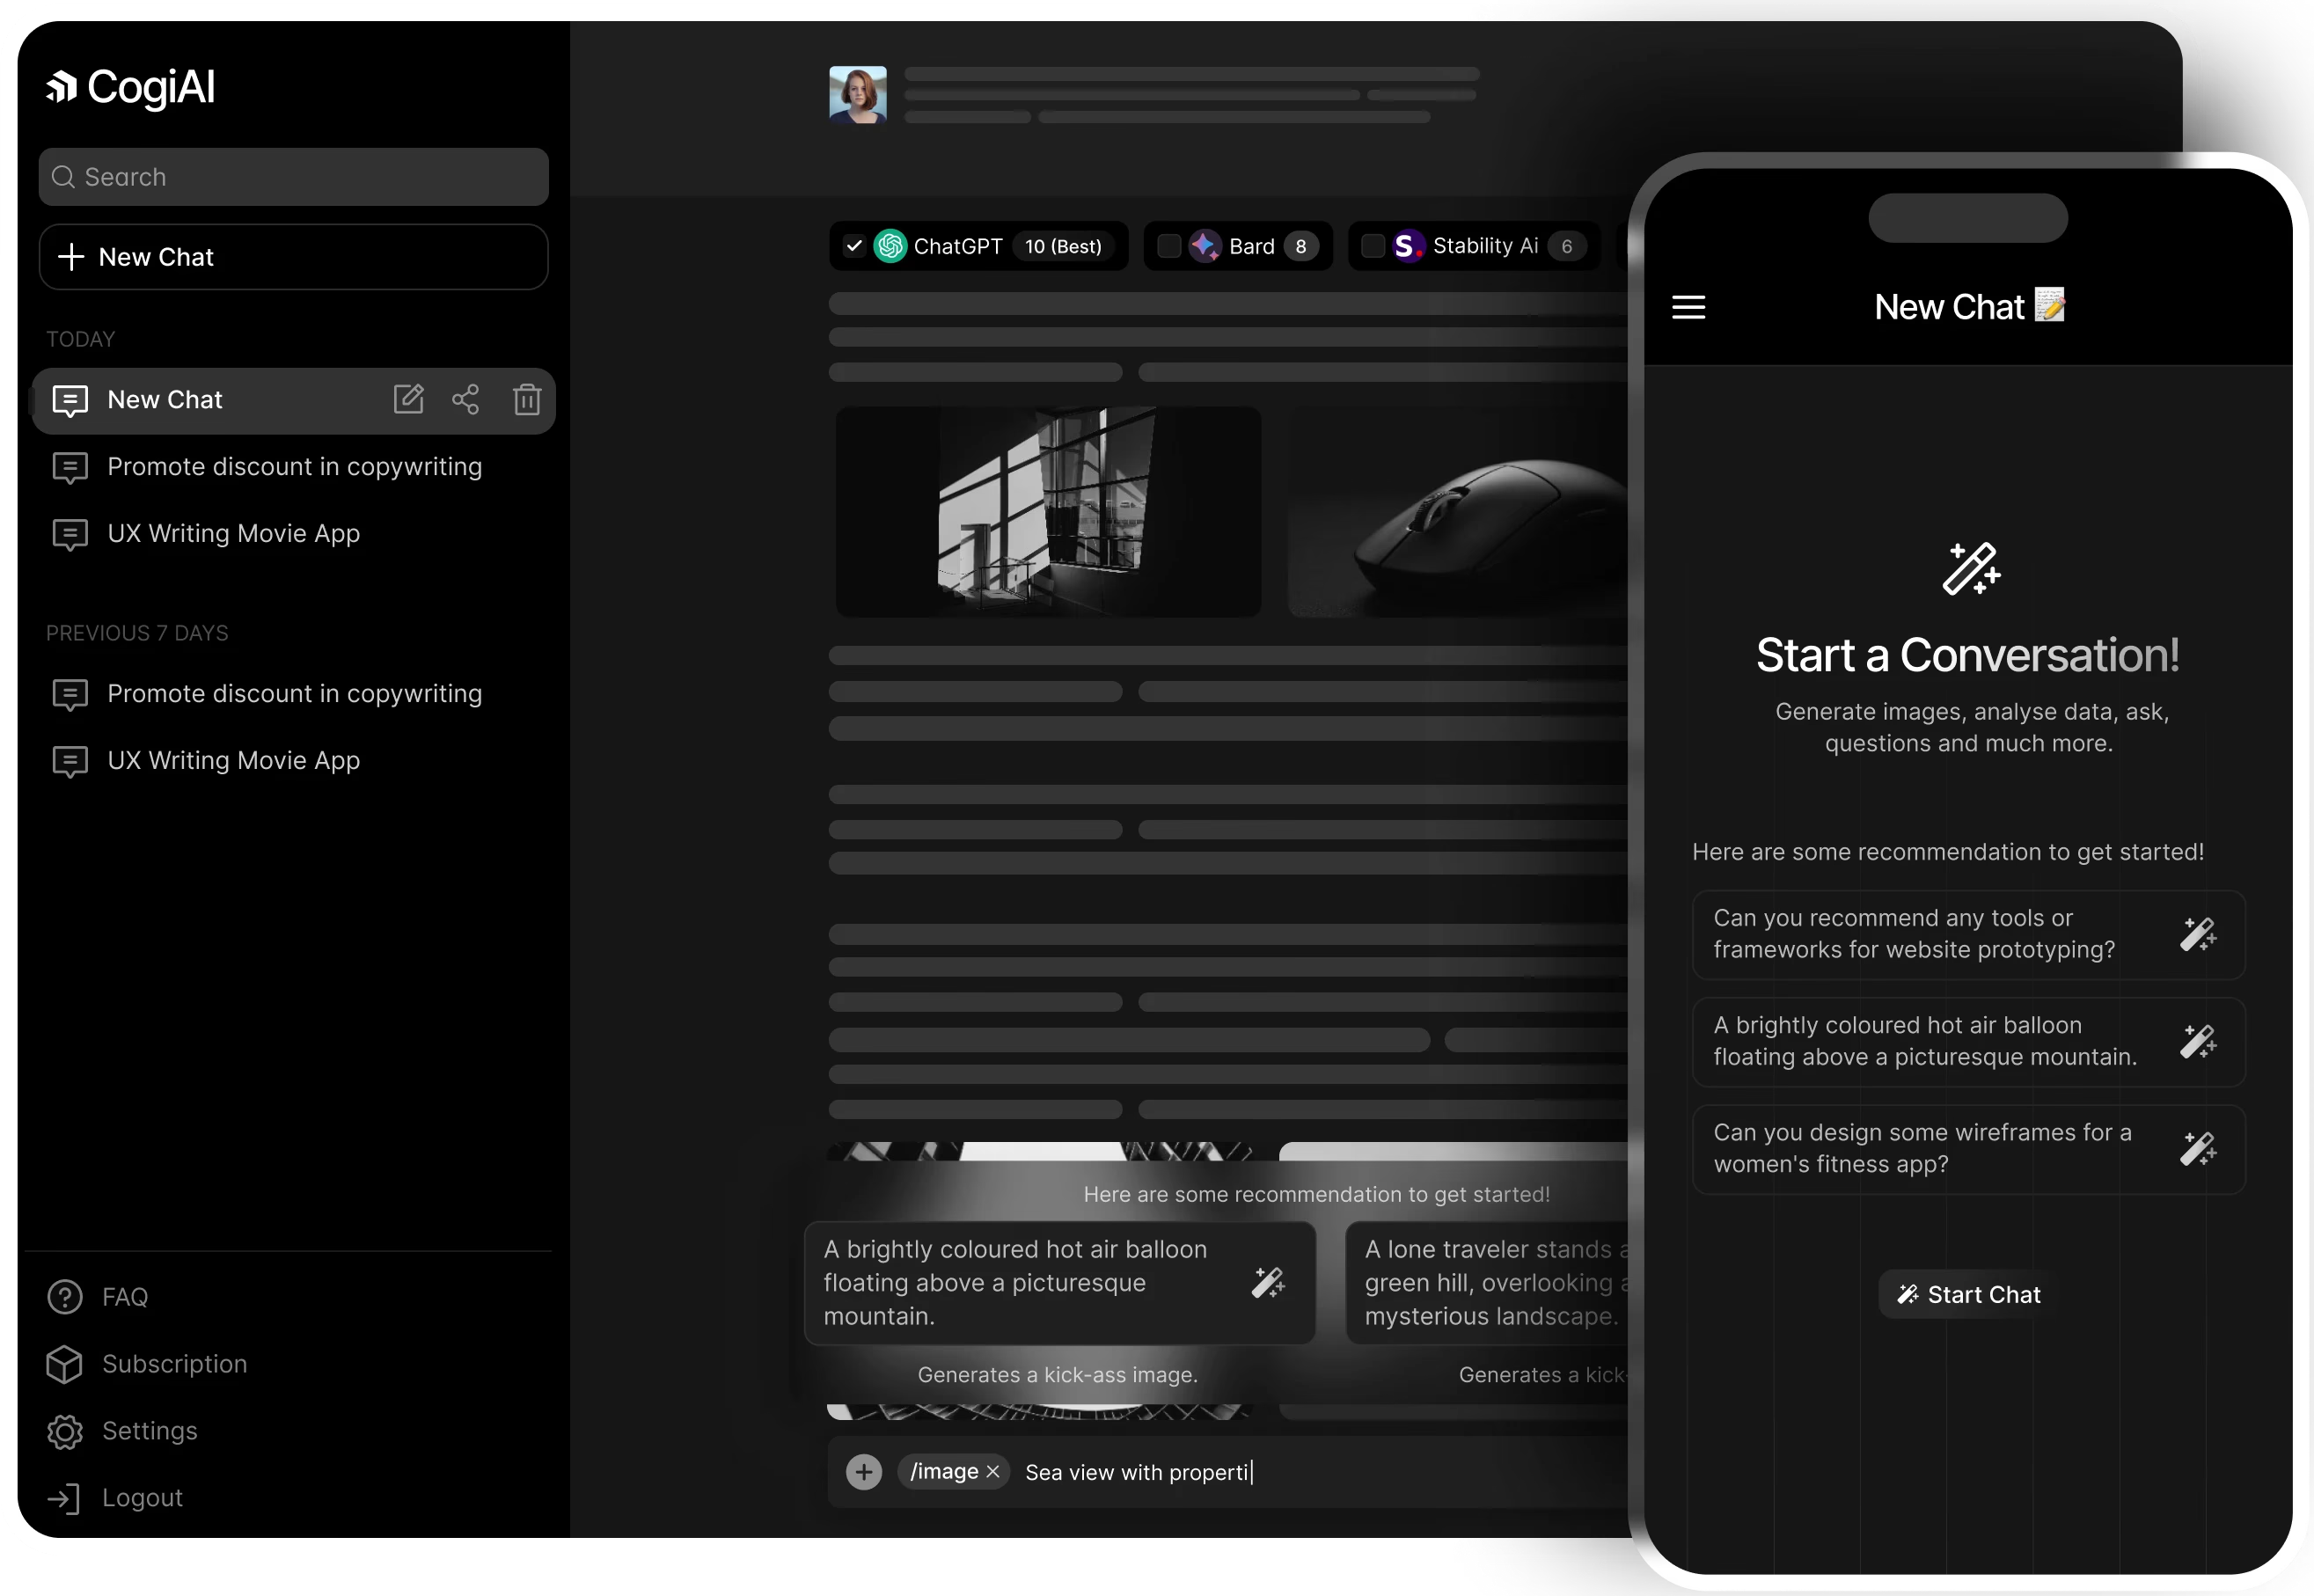 CogiAI
Search
New Chat
TODAY
New Chat
Promote discount in copywriting
UX Writing Movie App
PREVIOUS 7 DAYS
Promote discount in copywriting
UX Writing Movie App
FAQ
Subscription
Settings
Logout
ChatGPT 10 (Best) Bard 8 Stability Ai 6
Here are some recommendation to get started!
A brightly coloured hot air balloon
floating above a picturesque
mountain.
Generates a kick-ass image.
A lone traveler stands
green hill, overlooking
mysterious landscape.
Generates a kick-
/image Sea view with properti
New Chat
Start a Conversation!
Generate images, analyse data, ask,
questions and much more.
Here are some recommendation to get started!
Can you recommend any tools or
frameworks for website prototyping?
A brightly coloured hot air balloon
floating above a picturesque mountain.
Can you design some wireframes for a
women's fitness app?
Start Chat